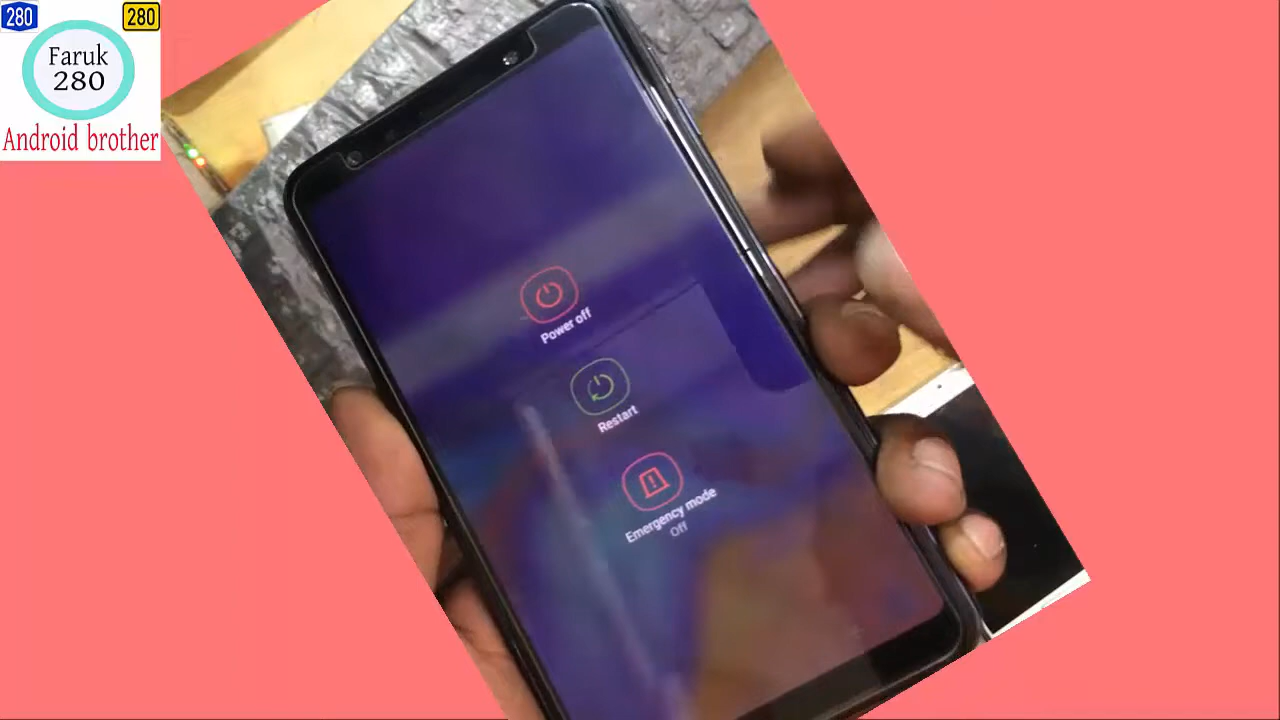 280
280
Faruk
280
Android brother
Power off
Restart
Emergency mode
Off